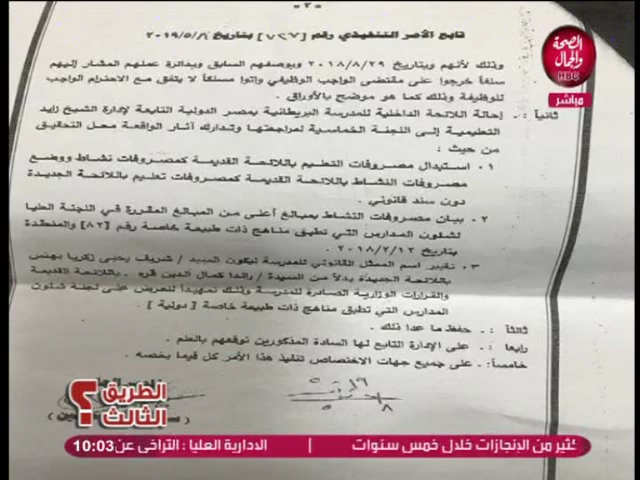 - ٢ -
تابع الأمر التنفيذي رقم [٧٢٧] بتاريخ ٢٠١٩/٥/٨
وذلك لأنهم وبتاريخ ٢٠١٨/٨/٢٩ وبوصفهم السابق وبدائرة عملهم المشار إليهم
سلفاً خرجوا على مقتضى الواجب الوظيفي وأتوا مسلكاً لا يتفق مع الاحترام الواجب
للوظيفة وذلك كما هو موضح بالأوراق .
ثانياً : إحالة اللائحة الداخلية للمدرسة البريطانية بمصر الدولية التابعة لإدارة الشيخ زايد
التعليمية إلى اللجنة الخماسية لمراجعتها وتدارك آثار الواقعة محل التحقيق
من حيث :
١ . استبدال مصروفات التعليم باللائحة القديمة كمصروفات نشاط ووضع
مصروفات النشاط باللائحة القديمة كمصروفات تعليم باللائحة الجديدة
دون سند قانوني .
٢ . بيان مصروفات النشاط بمبالغ أعلى من المبالغ المقررة في اللجنة العليا
لشئون المدارس التي تطبق مناهج ذات طبيعة خاصة رقم [٨٢] والمنعقدة
بتاريخ ٢٠١٨/٢/١٣ .
٣ . تغيير اسم الممثل القانوني للمدرسة ليكون السيد / شريف يحيى زكريا بهنس
باللائحة الجديدة بدلاً من السيدة / راندا كمال الدين قره . باللائحة القديمة
والقرارات الوزارية الصادرة للمدرسة وذلك تمهيداً للعرض على لجنة شئون
المدارس التي تطبق مناهج ذات طبيعة خاصة [ دولية ] .
ثالثاً : حفظ ما عدا ذلك .
رابعاً : على الإدارة التابع لها السادة المذكورين توقعهم بالعلم .
خامساً : على جميع جهات الاختصاص تنفيذ هذا الأمر كل فيما يخصه
الصحة والجمال
HBC
مباشر
الطريق الثالث ؟
كثير من الإنجازات خلال خمس سنوات | الادارية العليا : التراخى عن
10:03